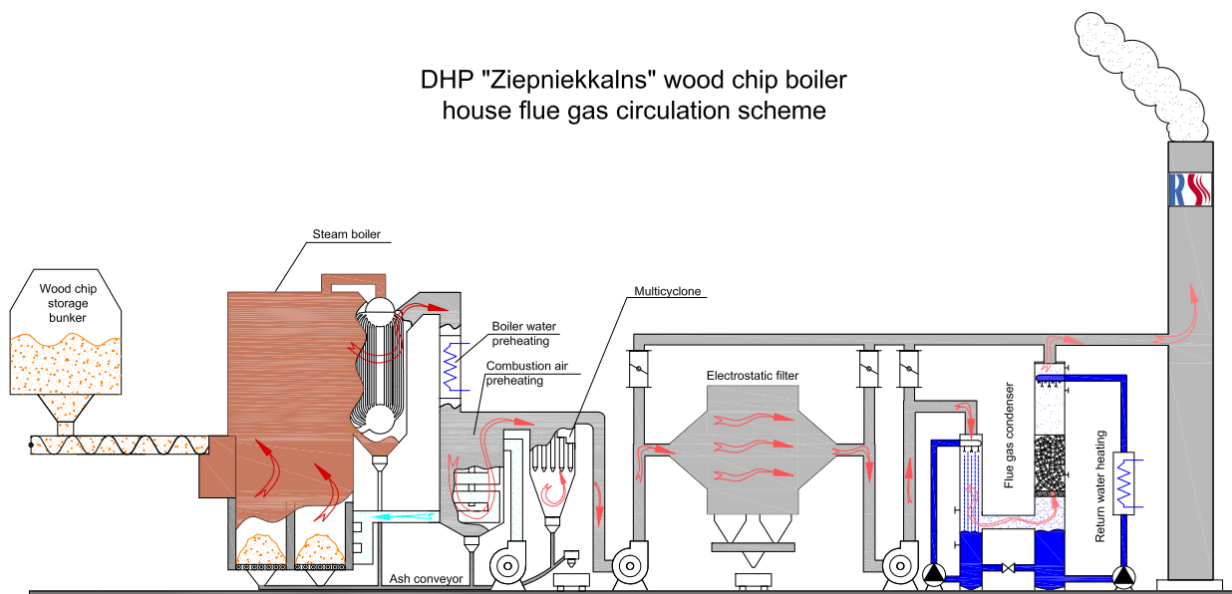 DHP "Ziepniekkalns" wood chip boiler
house flue gas circulation scheme
Steam boiler
Wood chip
storage
bunker
Multicyclone
Boiler water
preheating
Combustion air
preheating
Electrostatic filter
Flue gas condenser
Return water heating
Ash conveyor
RS